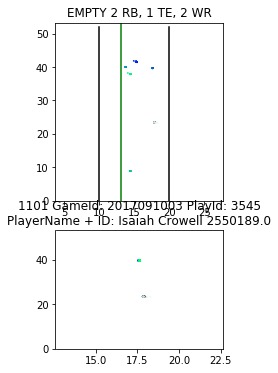 EMPTY 2 RB, 1 TE, 2 WR
50
40
30
20
10
0
5 10 15 20 25
1101 GameId: 2017091003 PlayId: 3545
PlayerName + ID: Isaiah Crowell 2550189.0
40
20
0
15.0 17.5 20.0 22.5